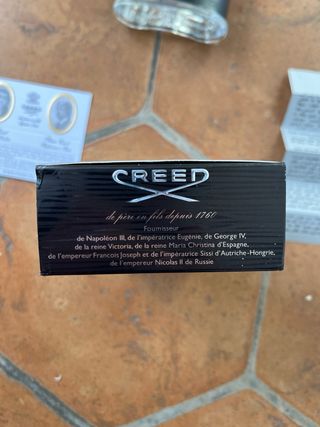 CREED
de père en fils depuis 1760
Fournisseur
de Napoléon III, de l'impératrice Eugénie, de George IV,
de la reine Victoria, de la reine Maria Christina d'Espagne,
de l'empereur François Joseph et de l'impératrice Sissi d'Autriche-Hongrie,
de l'empereur Nicolas II de Russie